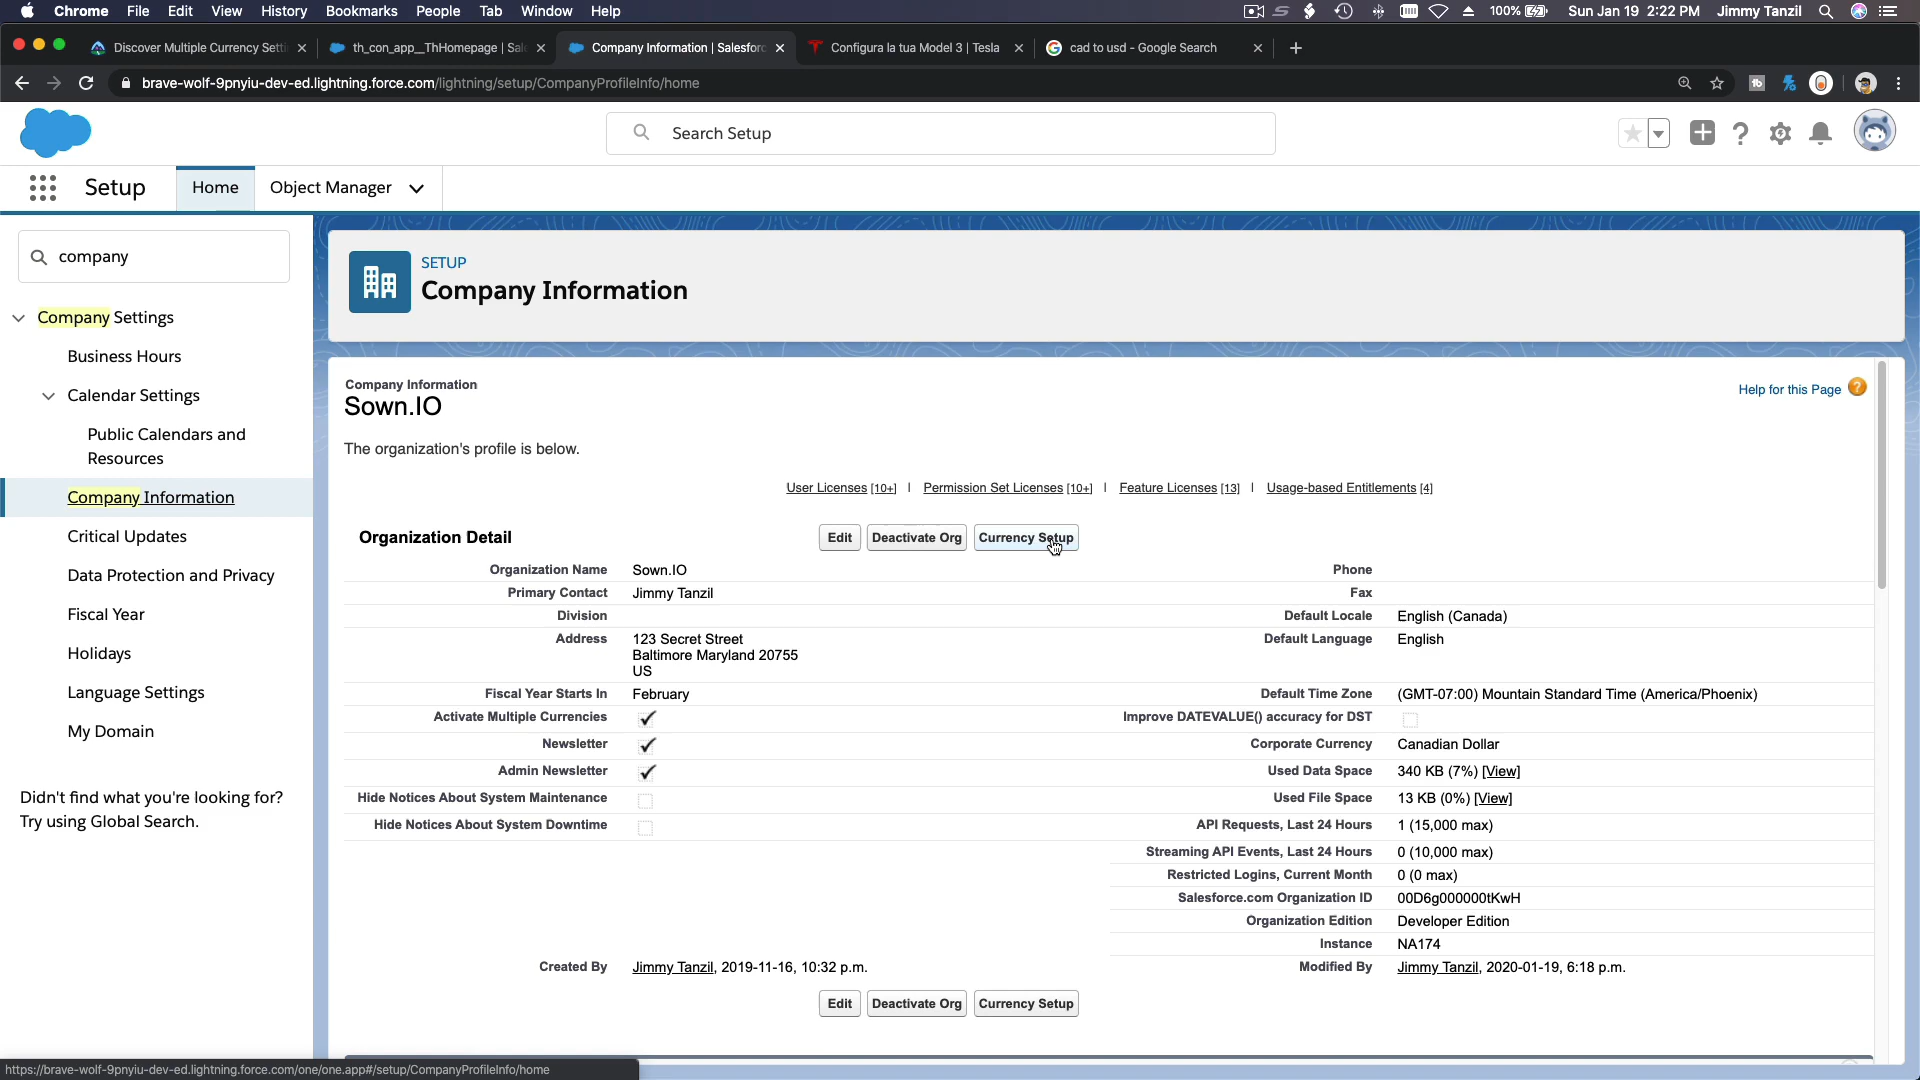 Chrome File Edit View History Bookmarks People Tab Window Help 100% Sun Jan 19 2:22 PM Jimmy Tanzil
Discover Multiple Currency Setti th_con_app__ThHomepage | Sal Company Information | Salesforc Configura la tua Model 3 | Tesla cad to usd - Google Search
brave-wolf-9pnyiu-dev-ed.lightning.force.com/lightning/setup/CompanyProfileInfo/home
Search Setup
Setup Home Object Manager
company
Company Settings
Business Hours
Calendar Settings
Public Calendars and
Resources
Company Information
Critical Updates
Data Protection and Privacy
Fiscal Year
Holidays
Language Settings
My Domain
Didn't find what you're looking for?
Try using Global Search.
SETUP
Company Information
Company Information
Sown.IO
Help for this Page ?
The organization's profile is below.
User Licenses [10+] | Permission Set Licenses [10+] | Feature Licenses [13] | Usage-based Entitlements [4]
Organization Detail Edit Deactivate Org Currency Setup
Organization Name Sown.IO Phone
Primary Contact Jimmy Tanzil Fax
Division Default Locale English (Canada)
Address 123 Secret Street Default Language English
Baltimore Maryland 20755
US
Fiscal Year Starts In February Default Time Zone (GMT-07:00) Mountain Standard Time (America/Phoenix)
Activate Multiple Currencies Improve DATEVALUE() accuracy for DST
Newsletter Corporate Currency Canadian Dollar
Admin Newsletter Used Data Space 340 KB (7%) [View]
Hide Notices About System Maintenance Used File Space 13 KB (0%) [View]
Hide Notices About System Downtime API Requests, Last 24 Hours 1 (15,000 max)
Streaming API Events, Last 24 Hours 0 (10,000 max)
Restricted Logins, Current Month 0 (0 max)
Salesforce.com Organization ID 00D6g000000tKwH
Organization Edition Developer Edition
Instance NA174
Created By Jimmy Tanzil, 2019-11-16, 10:32 p.m. Modified By Jimmy Tanzil, 2020-01-19, 6:18 p.m.
Edit Deactivate Org Currency Setup
https://brave-wolf-9pnyiu-dev-ed.lightning.force.com/one/one.app#/setup/CompanyProfileInfo/home